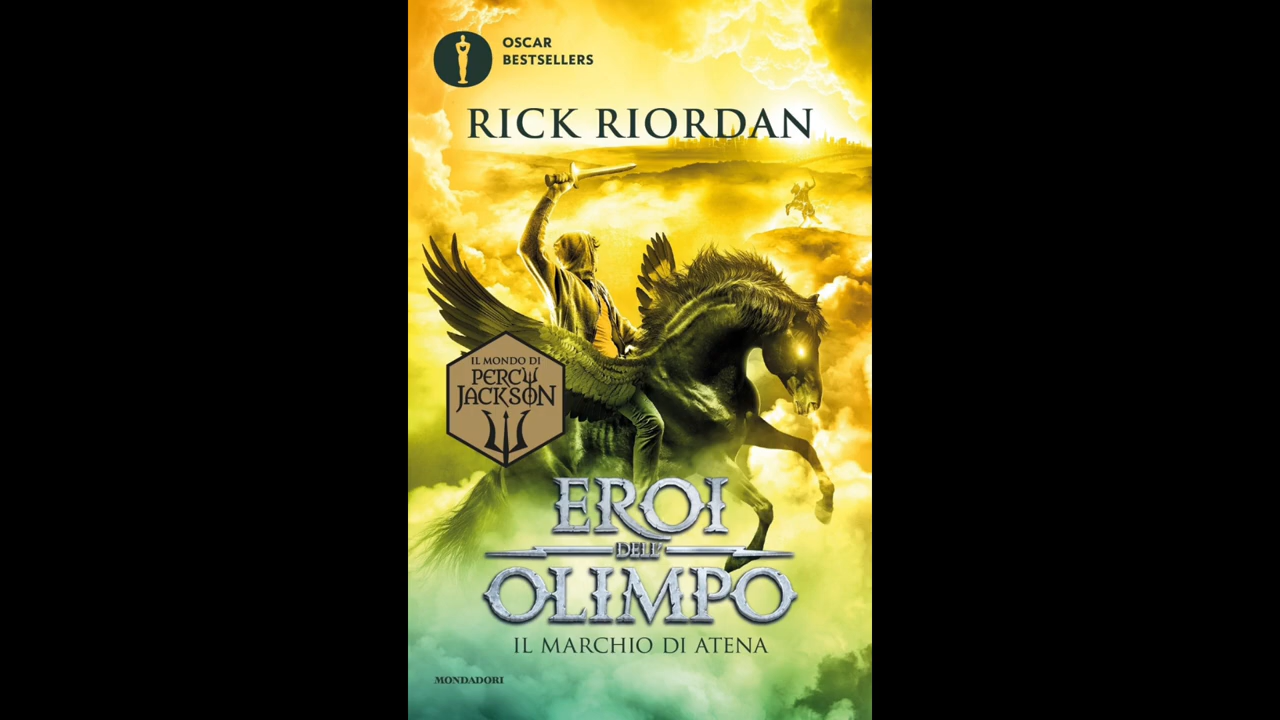 OSCAR
BESTSELLERS
RICK RIORDAN
IL MONDO DI
PERCY
JACKSON
EROI
DELL'
OLIMPO
IL MARCHIO DI ATENA
MONDADORI